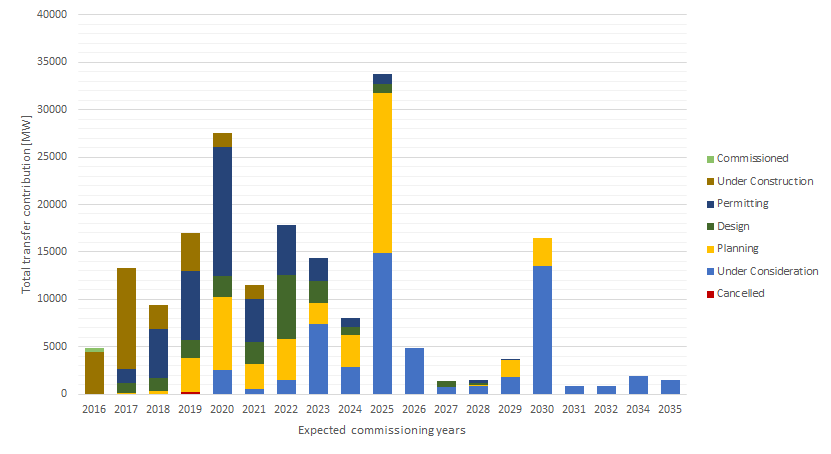 40000
35000
30000
25000
20000
15000
10000
5000
0
Total transfer contribution [MW]
2016 2017 2018 2019 2020 2021 2022 2023 2024 2025 2026 2027 2028 2029 2030 2031 2032 2034 2035
Expected commissioning years
Commissioned
Under Construction
Permitting
Design
Planning
Under Consideration
Cancelled